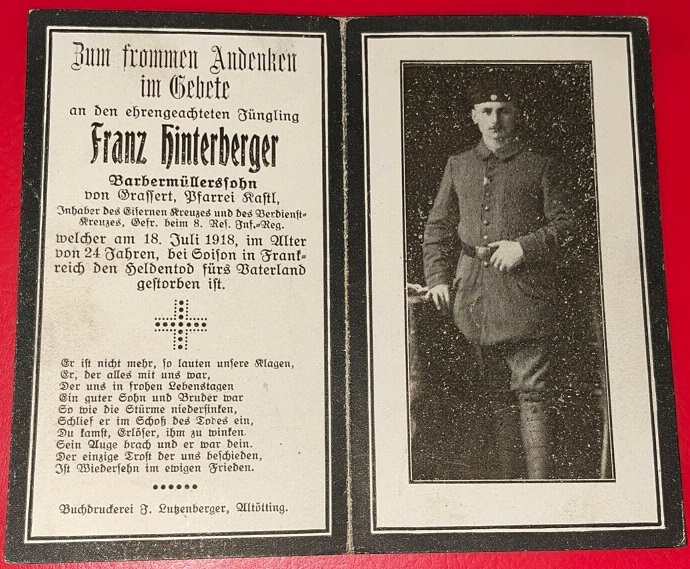 Zum frommen Andenken
im Gebete
an den ehrengeachteten Jüngling
Franz Hinterberger
Barbermüllerssohn
von Grassert, Pfarrei Kastl,
Inhaber des Eisernen Kreuzes und des Verdienst-
Kreuzes, Gefr. beim 8. Res. Inf.-Reg.
welcher am 18. Juli 1918, im Alter
von 24 Jahren, bei Soison in Frank-
reich den Heldentod fürs Vaterland
gestorben ist.
Er ist nicht mehr, so lauten unsere Klagen,
Er, der alles mit uns war,
Der uns in frohen Lebenstagen
Ein guter Sohn und Bruder war
So wie die Stürme niedersinken,
Schlief er im Schoß des Todes ein,
Du kamst, Erlöser, ihm zu winken.
Sein Auge brach und er war dein.
Der einzige Trost der uns beschieden,
Ist Wiedersehn im ewigen Frieden.
Buchdruckerei F. Lutzenberger, Altötting.